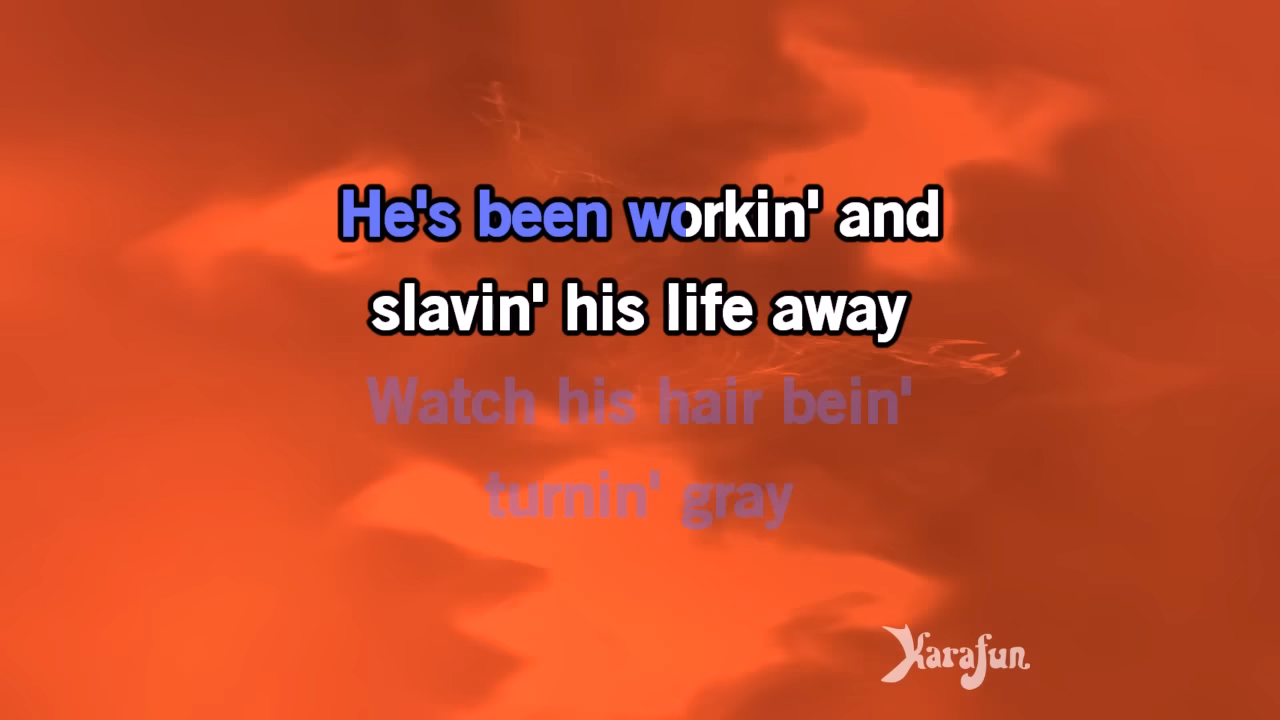 He's been workin' and
slavin' his life away
Watch his hair bein'
turnin' gray
Karafun